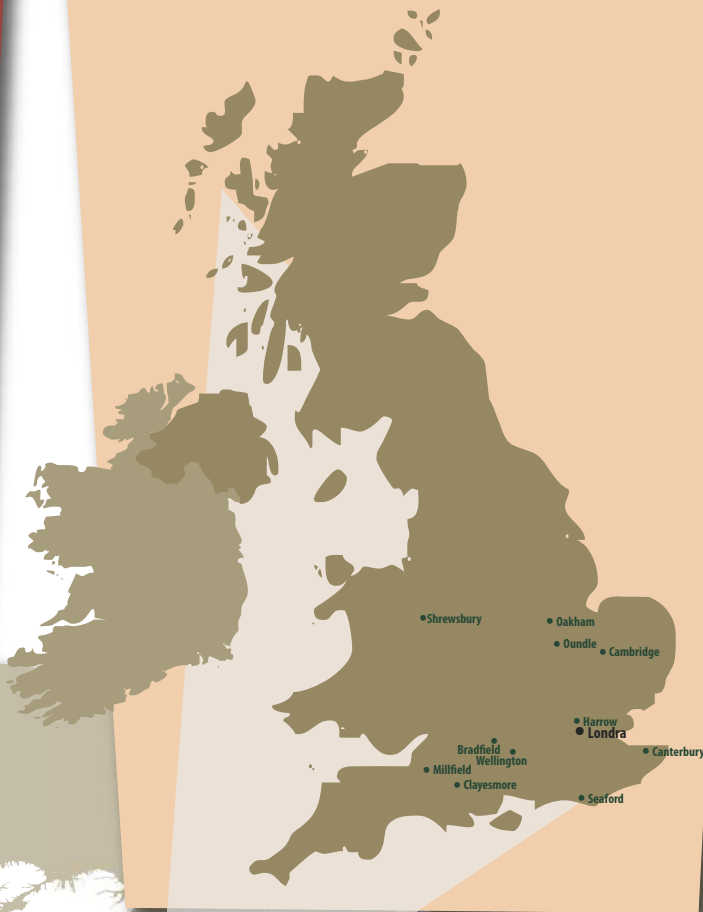 Shrewsbury
Oakham
Oundle
Cambridge
Harrow
Londra
Bradfield
Canterbury
Wellington
Millfield
Clayesmore
Seaford